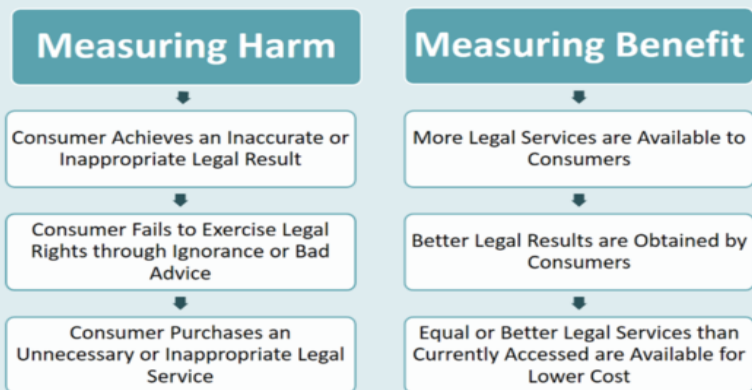 Measuring Harm
Consumer Achieves an Inaccurate or
Inappropriate Legal Result
Consumer Fails to Exercise Legal
Rights through Ignorance or Bad
Advice
Consumer Purchases an
Unnecessary or Inappropriate Legal
Service
Measuring Benefit
More Legal Services are Available to
Consumers
Better Legal Results are Obtained by
Consumers
Equal or Better Legal Services than
Currently Accessed are Available for
Lower Cost